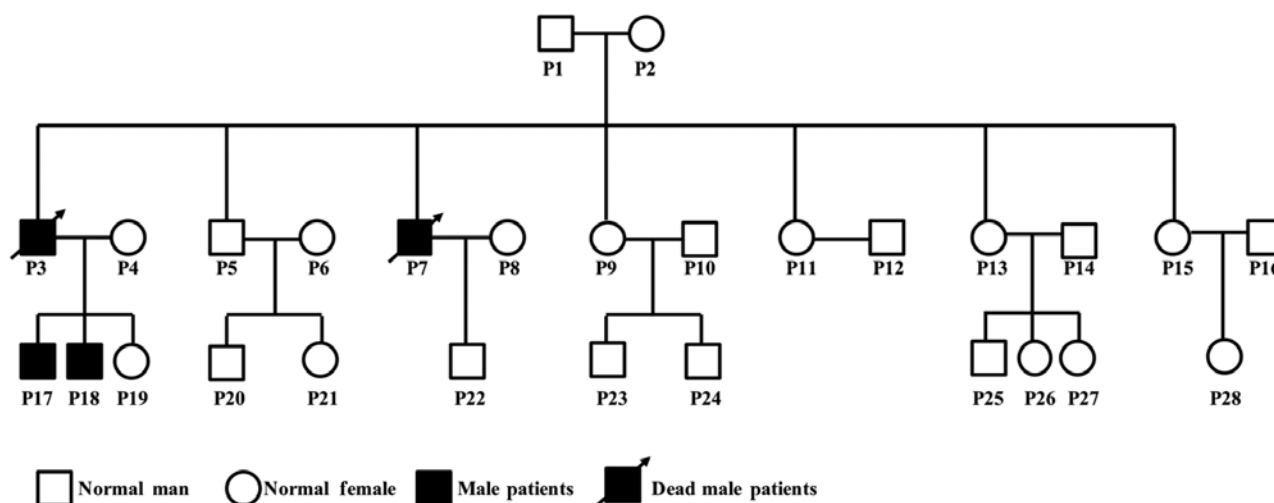 P1 P2
P3 P4 P5 P6 P7 P8 P9 P10 P11 P12 P13 P14 P15 P16
P17 P18 P19 P20 P21 P22 P23 P24 P25 P26 P27 P28
Normal man Normal female Male patients Dead male patients